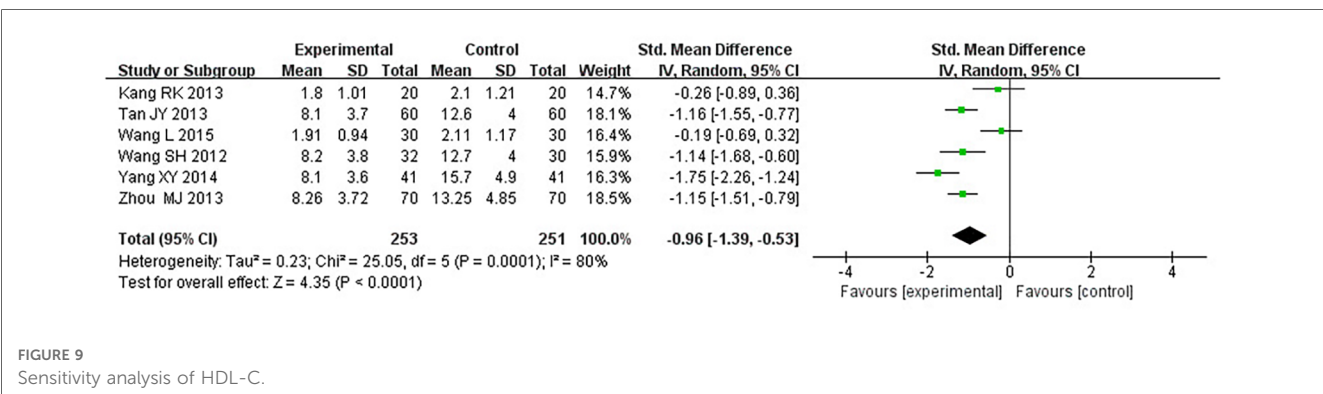 Experimental Control Std. Mean Difference Std. Mean Difference
Study or Subgroup Mean SD Total Mean SD Total Weight IV, Random, 95% CI IV, Random, 95% CI
Kang RK 2013 1.8 1.01 20 2.1 1.21 20 14.7% -0.26 [-0.89, 0.36]
Tan JY 2013 8.1 3.7 60 12.6 4 60 18.1% -1.16 [-1.55, -0.77]
Wang L 2015 1.91 0.94 30 2.11 1.17 30 16.4% -0.19 [-0.69, 0.32]
Wang SH 2012 8.2 3.8 32 12.7 4 30 15.9% -1.14 [-1.68, -0.60]
Yang XY 2014 8.1 3.6 41 15.7 4.9 41 16.3% -1.75 [-2.26, -1.24]
Zhou MJ 2013 8.26 3.72 70 13.25 4.85 70 18.5% -1.15 [-1.51, -0.79]
Total (95% CI) 253 251 100.0% -0.96 [-1.39, -0.53]
Heterogeneity: Tau² = 0.23; Chi² = 25.05, df = 5 (P = 0.0001); I² = 80%
Test for overall effect: Z = 4.35 (P < 0.0001)
-4 -2 0 2 4
Favours [experimental] Favours [control]
FIGURE 9
Sensitivity analysis of HDL-C.